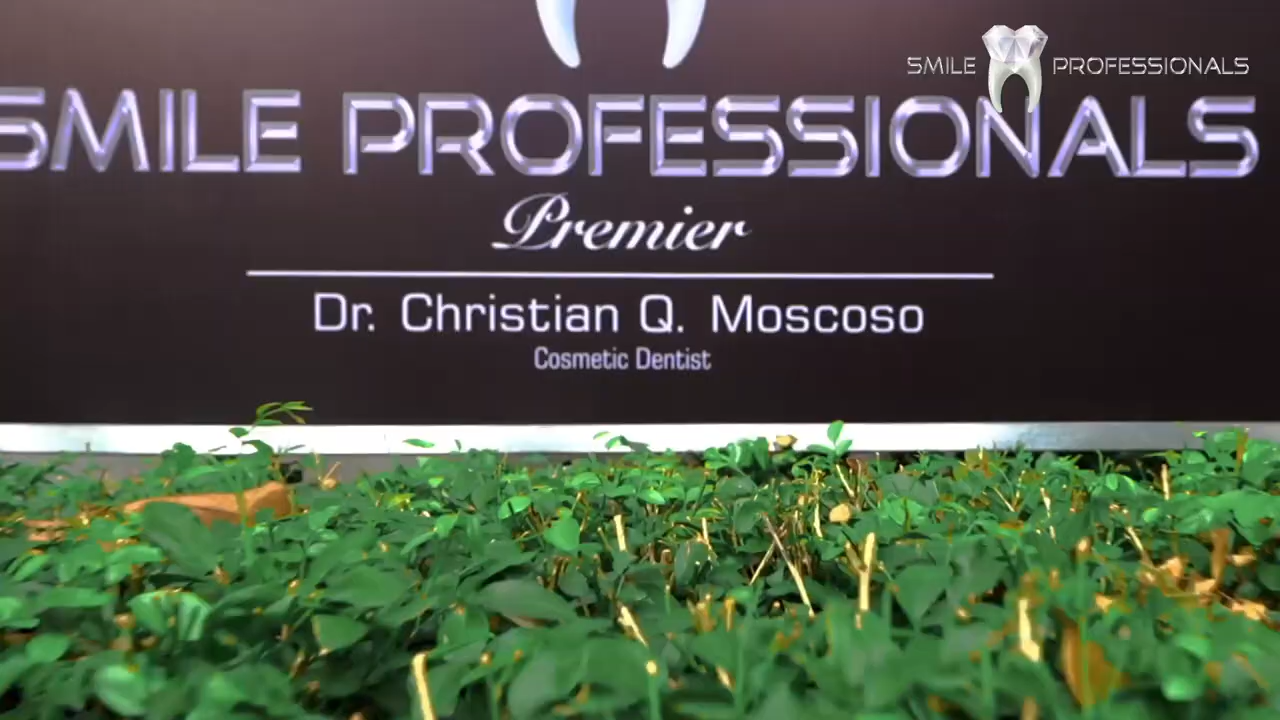 SMILE PROFESSIONALS
SMILE PROFESSIONALS
Premier
Dr. Christian Q. Moscoso
Cosmetic Dentist